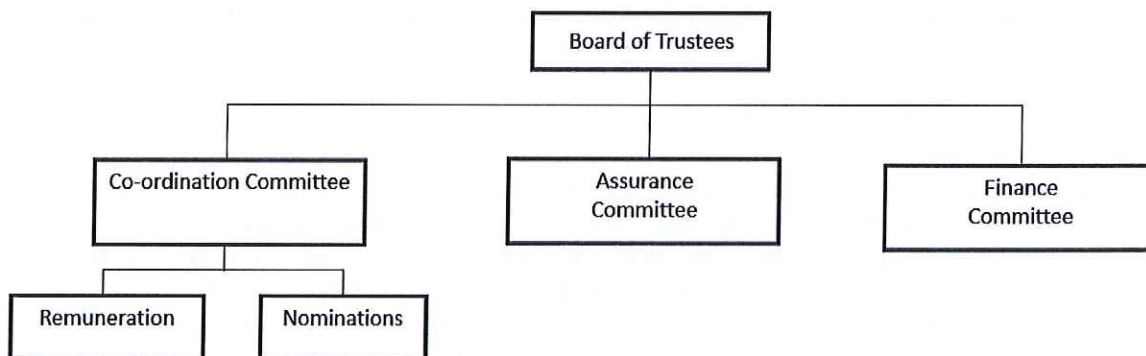 Board of Trustees
Co-ordination Committee
Assurance
Committee
Finance
Committee
Remuneration
Nominations